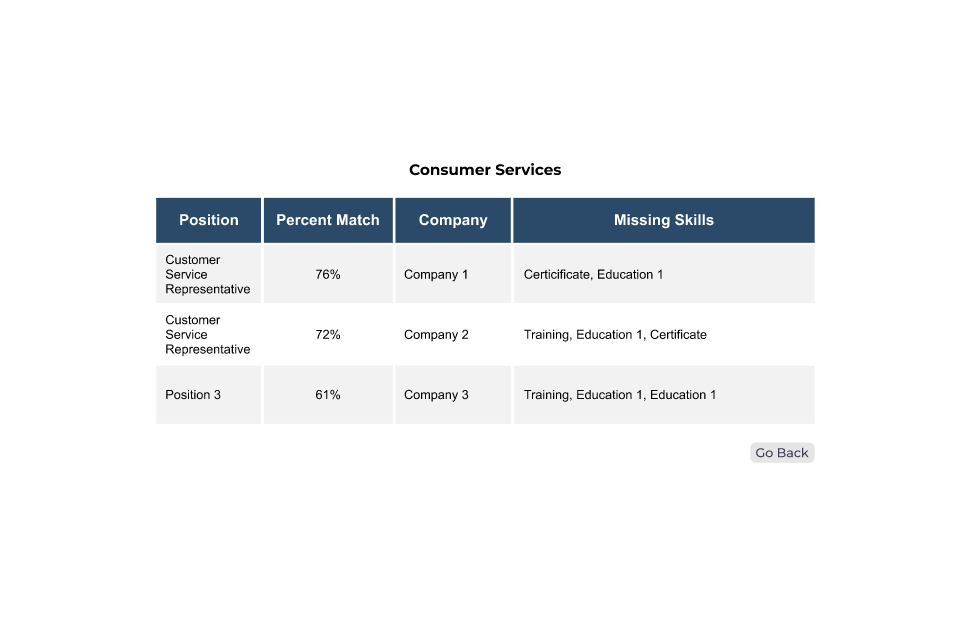 Consumer Services
Position Percent Match Company Missing Skills
Customer
Service
Representative
76% Company 1 Certicificate, Education 1
Customer
Service
Representative
72% Company 2 Training, Education 1, Certificate
Position 3 61% Company 3 Training, Education 1, Education 1
Go Back